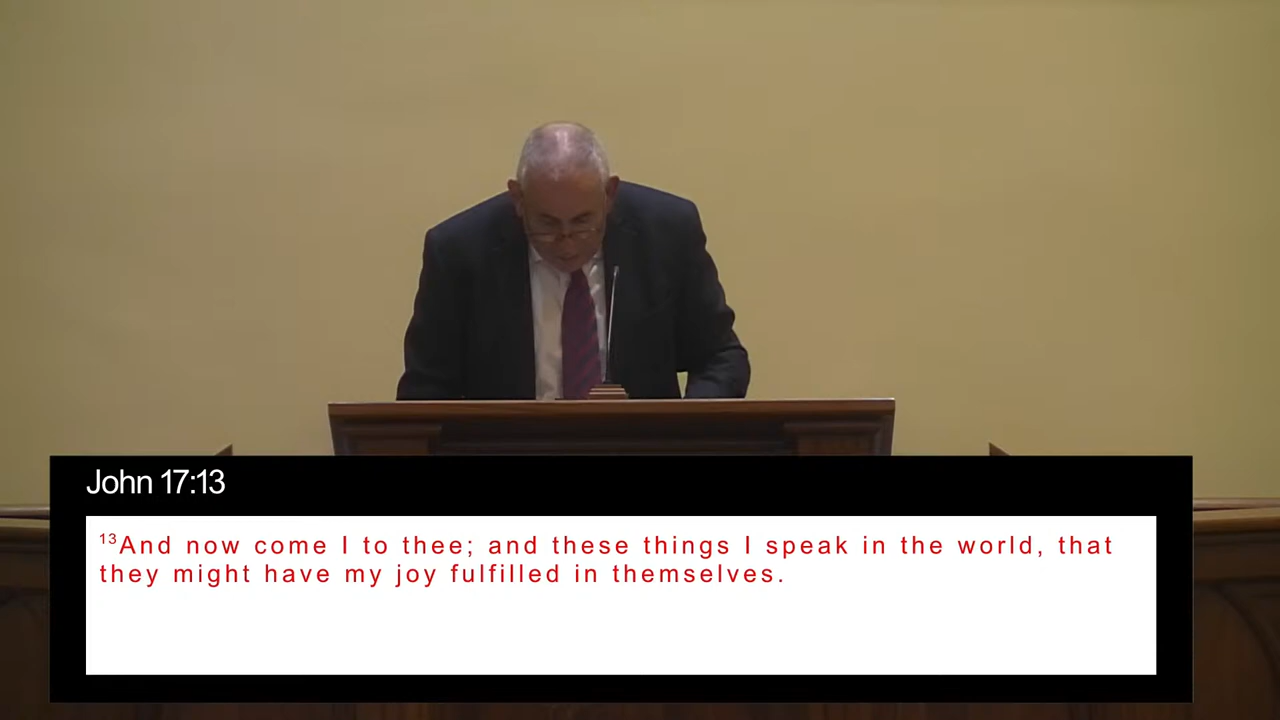 John 17:13
13And now come I to thee; and these things I speak in the world, that
they might have my joy fulfilled in themselves.